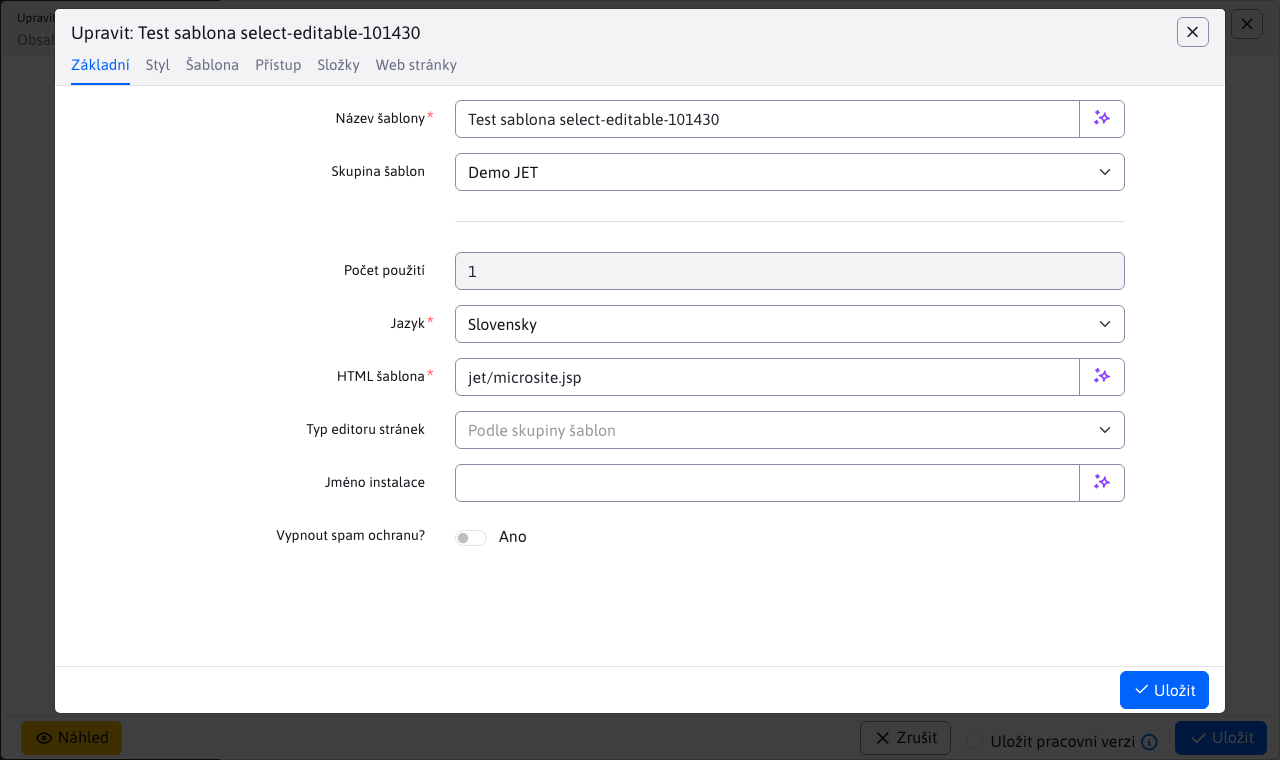 Upravit
Obsah
Upravit: Test sablona select-editable-101430
Základní Styl Šablona Přístup Složky Web stránky
Název šablony* Test sablona select-editable-101430
Skupina šablon Demo JET
Počet použití 1
Jazyk* Slovensky
HTML šablona* jet/microsite.jsp
Typ editoru stránek Podle skupiny šablon
Jméno instalace
Vypnout spam ochranu? Ano
Uložit
Náhled Zrušit Uložit pracovní verzi Uložit